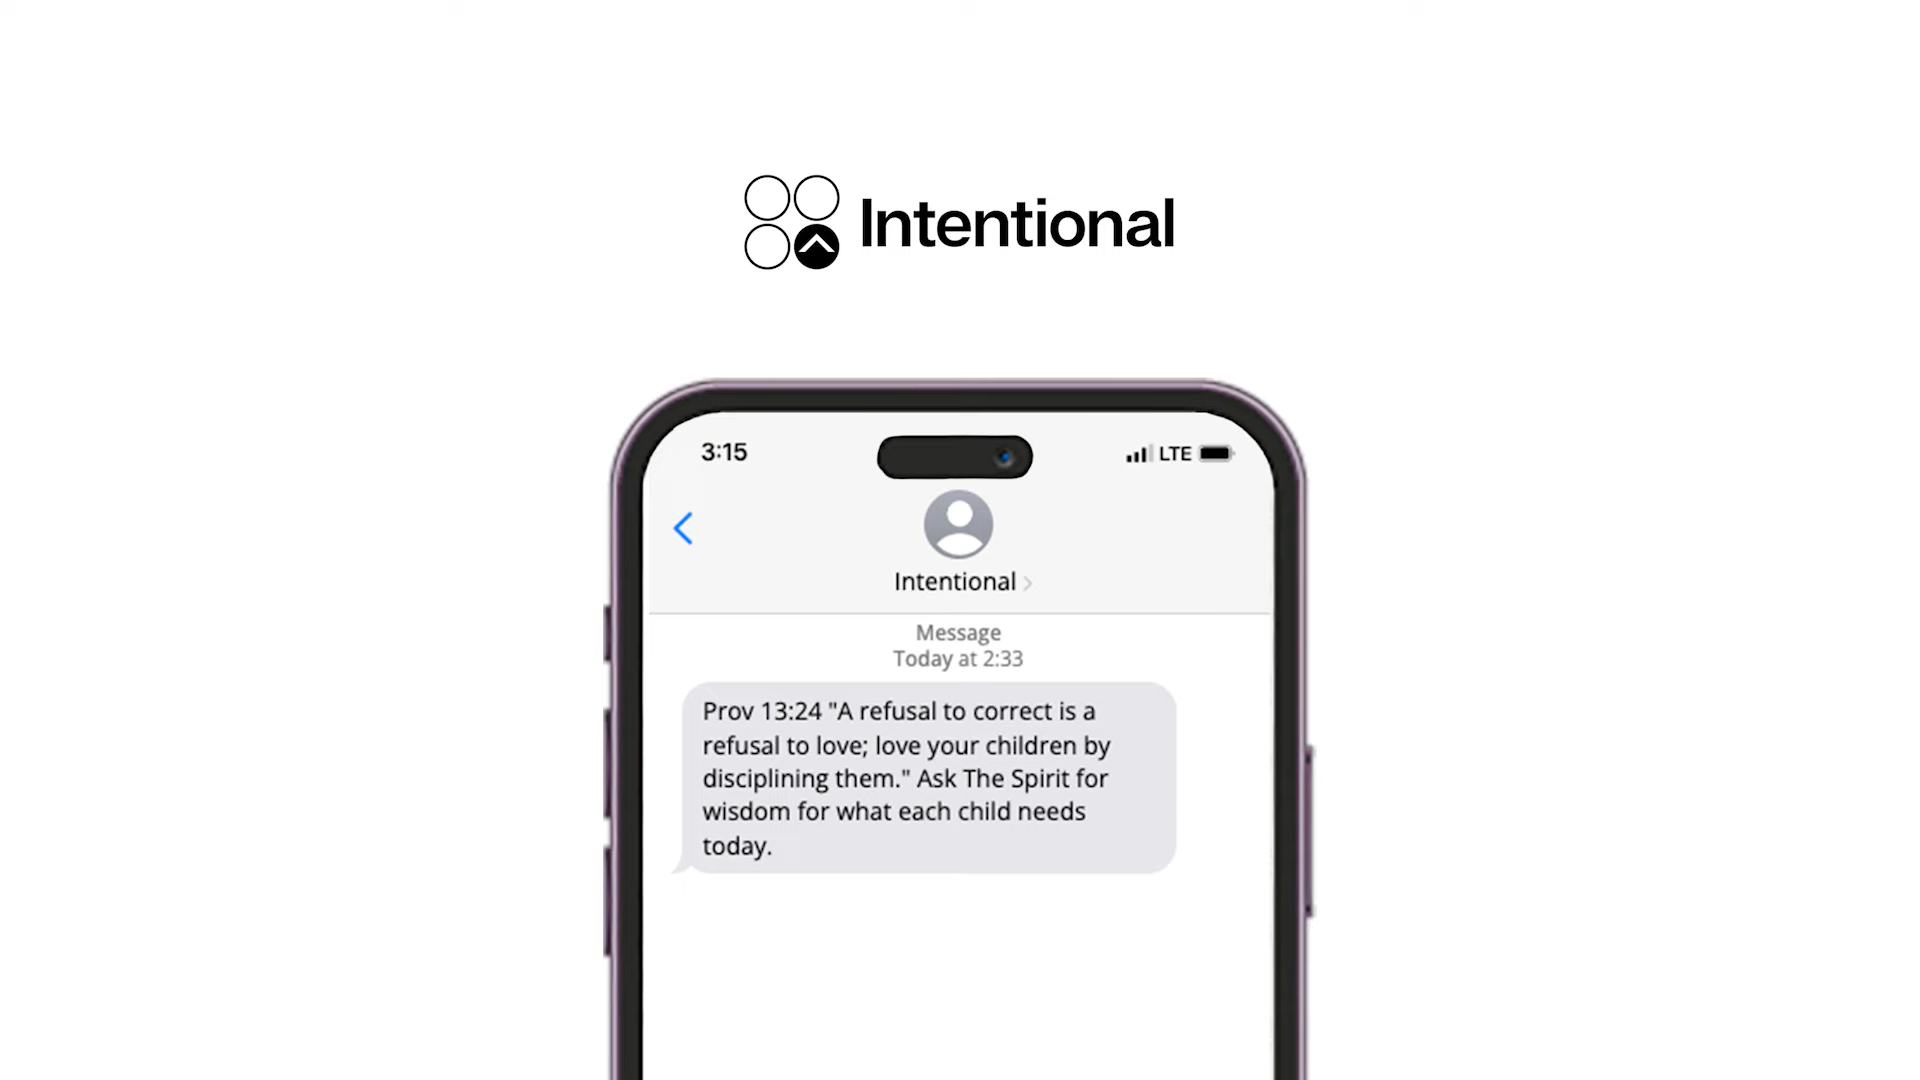 Intentional
3:15
LTE
Intentional
Message
Today at 2:33
Prov 13:24 "A refusal to correct is a
refusal to love; love your children by
disciplining them." Ask The Spirit for
wisdom for what each child needs
today.